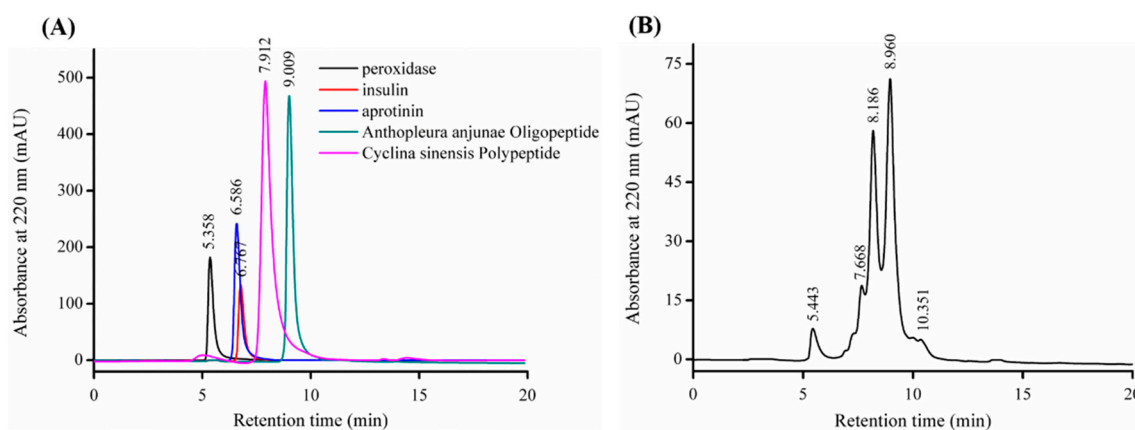 (A)
Absorbance at 220 nm (mAU)
500
400
300
200
100
0
5.358
6.586
6.767
7.912
9.009
peroxidase
insulin
aprotinin
Anthopleura anjunae Oligopeptide
Cyclina sinensis Polypeptide
0 5 10 15 20
Retention time (min)
(B)
Absorbance at 220 nm (mAU)
75
60
45
30
15
0
5.443
7.668
8.186
8.960
10.351
0 5 10 15 20
Retention time (min)